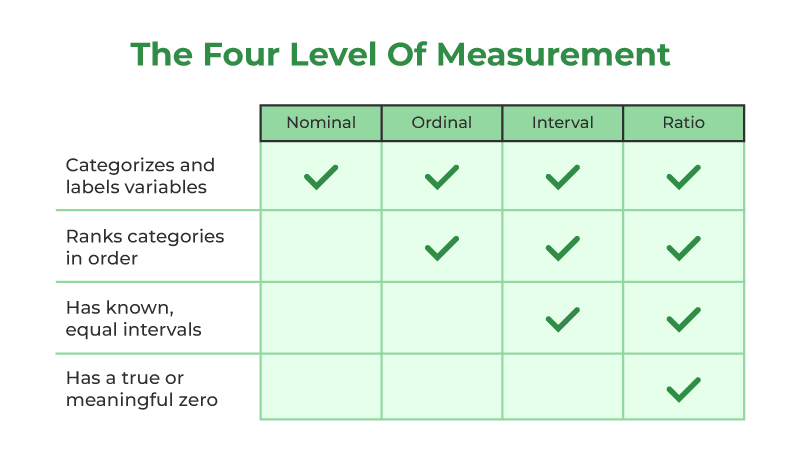 The Four Level Of Measurement
Nominal Ordinal Interval Ratio
Categorizes and
labels variables
Ranks categories
in order
Has known,
equal intervals
Has a true or
meaningful zero